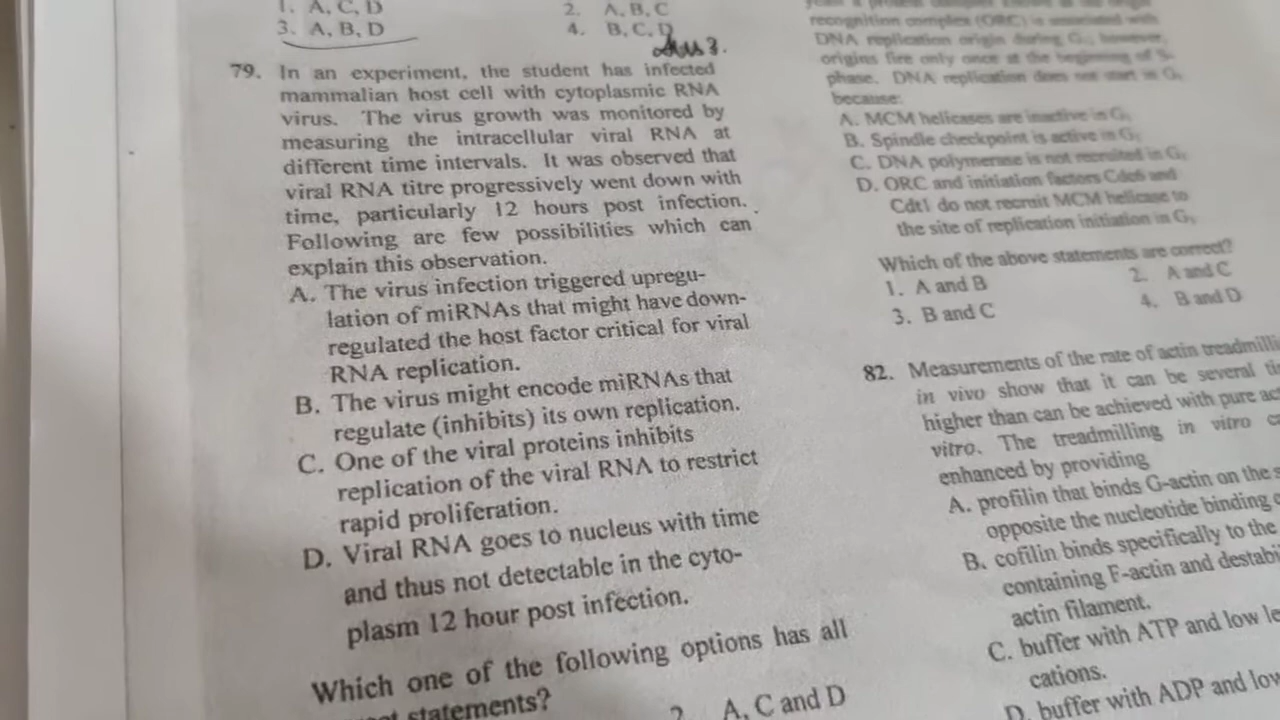 1. A, C, D
2. A, B, C
3. A, B, D
4. B, C, D
Ans 3.
79. In an experiment, the student has infected
mammalian host cell with cytoplasmic RNA
virus. The virus growth was monitored by
measuring the intracellular viral RNA at
different time intervals. It was observed that
viral RNA titre progressively went down with
time, particularly 12 hours post infection.
Following are few possibilities which can
explain this observation.
A. The virus infection triggered upregu-
lation of miRNAs that might have down-
regulated the host factor critical for viral
RNA replication.
B. The virus might encode miRNAs that
regulate (inhibits) its own replication.
C. One of the viral proteins inhibits
replication of the viral RNA to restrict
rapid proliferation.
D. Viral RNA goes to nucleus with time
and thus not detectable in the cyto-
plasm 12 hour post infection.
Which one of the following options has all
statements?
2. A, C and D
recognition complex (ORC) is associated with
DNA replication origin during G₁, however,
origins fire only once at the beginning of S-
phase. DNA replication does not start in G₁
because:
A. MCM helicases are inactive in G₁
B. Spindle checkpoint is active in G₁
C. DNA polymerase is not recruited in G₁
D. ORC and initiation factors Cdc6 and
Cdt1 do not recruit MCM helicase to
the site of replication initiation in G₁
Which of the above statements are correct?
1. A and B
2. A and C
3. B and C
4. B and D
82. Measurements of the rate of actin
in vivo show that it can be several
higher than can be achieved with pure
vitro. The treadmilling in vitro
enhanced by providing
A. profilin that binds G-actin on the
opposite the nucleotide binding
B. cofilin binds specifically to the
containing F-actin and
actin filament.
C. buffer with ATP and low
cations.
D. buffer with ADP and low